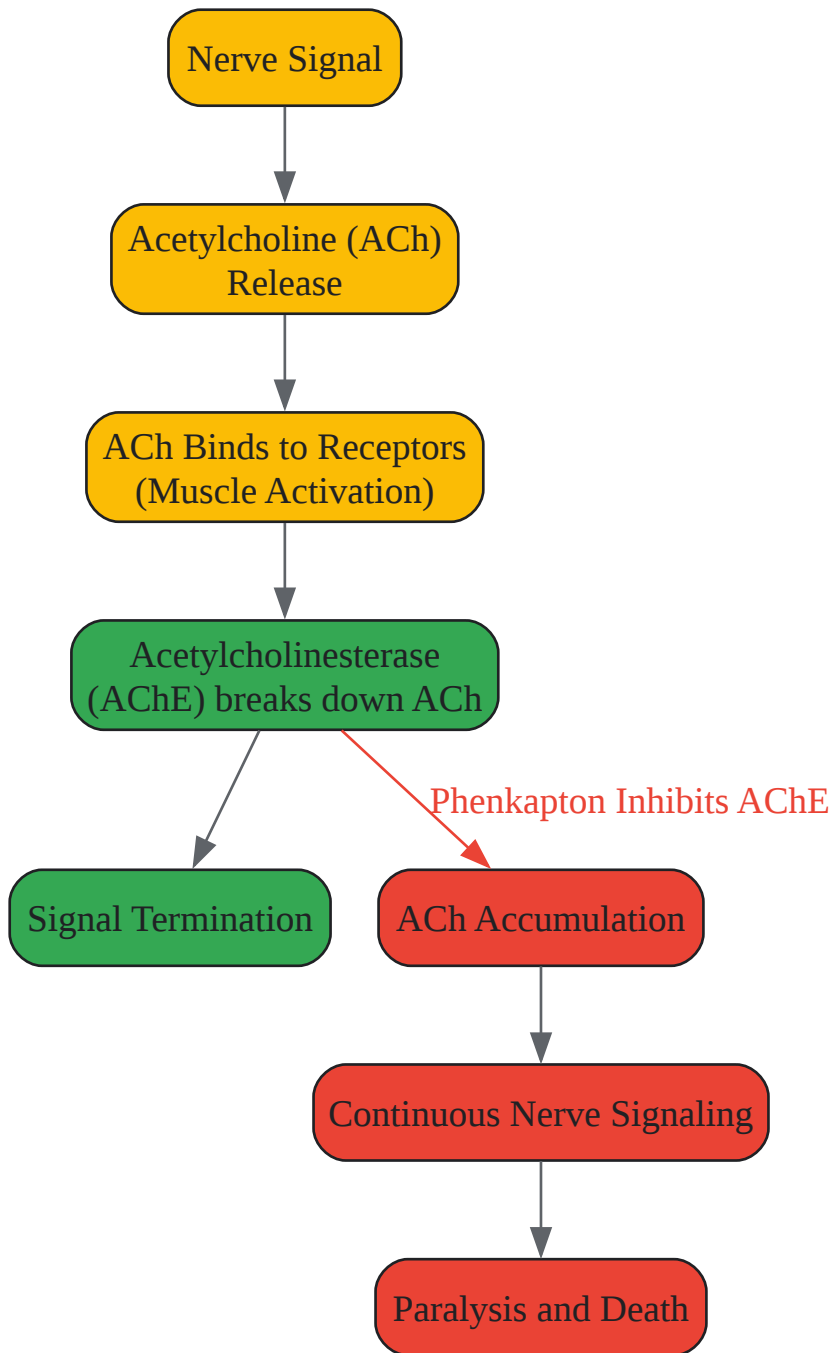 Nerve Signal
Acetylcholine (ACh)
Release
ACh Binds to Receptors
(Muscle Activation)
Acetylcholinesterase
(AChE) breaks down ACh
Phenkapton Inhibits AChE
Signal Termination
ACh Accumulation
Continuous Nerve Signaling
Paralysis and Death